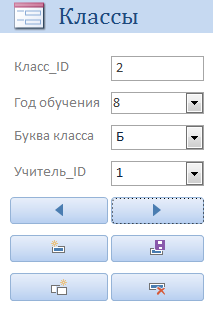 Классы
Класс_ID 2
Год обучения 8
Буква класса Б
Учитель_ID 1